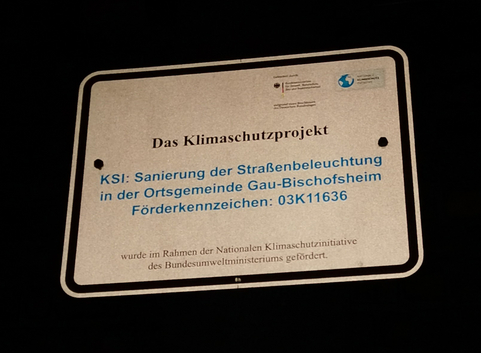 Das Klimaschutzprojekt
KSI: Sanierung der Straßenbeleuchtung
in der Ortsgemeinde Gau-Bischofsheim
Förderkennzeichen: 03K11636
wurde im Rahmen der Nationalen Klimaschutzinitiative
des Bundesumweltministeriums gefördert.